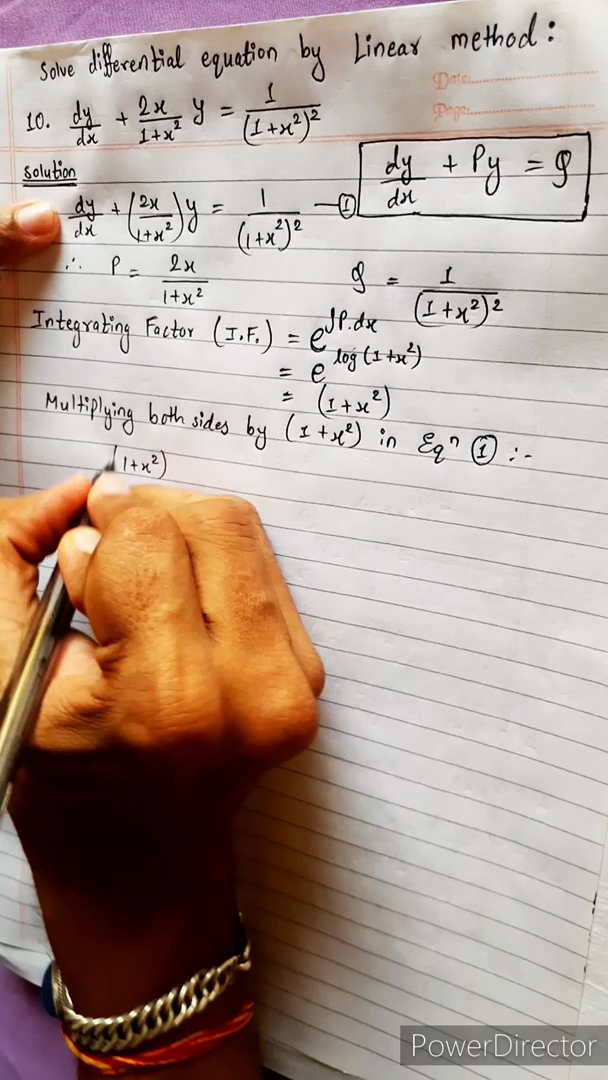 Solve differential equation by Linear method:
Date:
Page:
10. dy/dx + 2x/(1+x²) y = 1/(1+x²)²
Solution
dy/dx + (2x/(1+x²))y = 1/(1+x²)² —①
dy/dx + Py = Q
∴ P = 2x/(1+x²) Q = 1/(1+x²)²
Integrating Factor (I.F.) = e^∫P.dx
= e^log(1+x²)
= (1+x²)
Multiplying both sides by (1+x²) in Eqⁿ ① :-
(1+x²)
PowerDirector